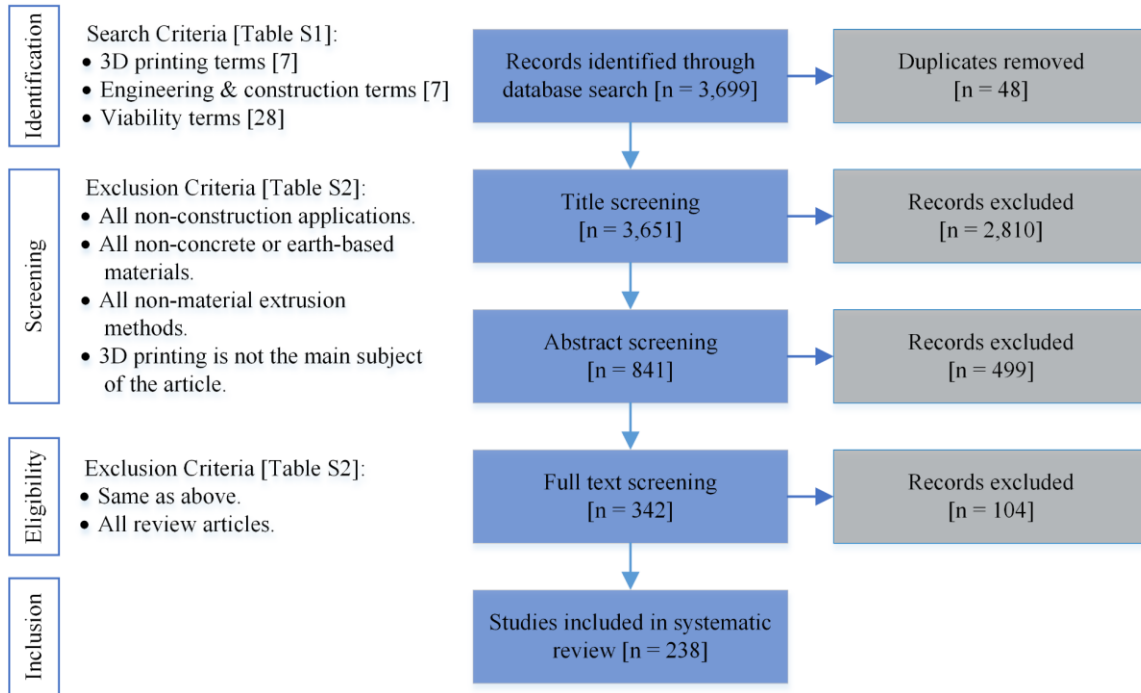 Identification
Search Criteria [Table S1]:
• 3D printing terms [7]
• Engineering & construction terms [7]
• Viability terms [28]
Records identified through
database search [n = 3,699]
Duplicates removed
[n = 48]
Screening
Exclusion Criteria [Table S2]:
• All non-construction applications.
• All non-concrete or earth-based
materials.
• All non-material extrusion
methods.
• 3D printing is not the main subject
of the article.
Title screening
[n = 3,651]
Records excluded
[n = 2,810]
Abstract screening
[n = 841]
Records excluded
[n = 499]
Eligibility
Exclusion Criteria [Table S2]:
• Same as above.
• All review articles.
Full text screening
[n = 342]
Records excluded
[n = 104]
Inclusion
Studies included in systematic
review [n = 238]